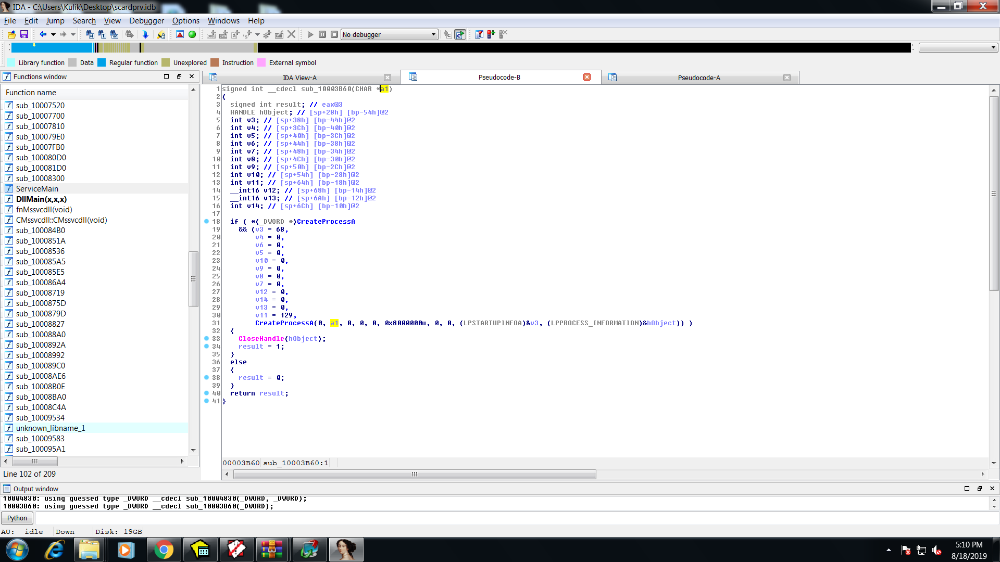 IDA - C:\Users\Kulik\Desktop\scardprv.idb
File Edit Jump Search View Debugger Options Windows Help
No debugger
Library function Data Regular function Unexplored Instruction External symbol
Functions window
Function name
sub_10007520
sub_10007700
sub_10007810
sub_100079E0
sub_10007FB0
sub_100080D0
sub_100081D0
sub_10008300
ServiceMain
DllMain(x,x,x)
fnMssvcdll(void)
CMssvcdll::CMssvcdll(void)
sub_100084B0
sub_1000851A
sub_10008536
sub_100085A5
sub_100085E5
sub_100086A4
sub_10008719
sub_1000875D
sub_1000879D
sub_10008827
sub_100088A0
sub_1000892A
sub_10008992
sub_100089C0
sub_10008AE6
sub_10008B0E
sub_10008BA0
sub_10008C4A
sub_10009534
unknown_libname_1
sub_10009583
sub_100095A1
Line 102 of 209
IDA View-A Pseudocode-B Pseudocode-A
1 signed int __cdecl sub_10003B60(CHAR *a1)
2 {
3 signed int result; // eax@3
4 HANDLE hObject; // [sp+28h] [bp-54h]@2
5 int v3; // [sp+38h] [bp-44h]@2
6 int v4; // [sp+3Ch] [bp-40h]@2
7 int v5; // [sp+40h] [bp-3Ch]@2
8 int v6; // [sp+44h] [bp-38h]@2
9 int v7; // [sp+48h] [bp-34h]@2
10 int v8; // [sp+4Ch] [bp-30h]@2
11 int v9; // [sp+50h] [bp-2Ch]@2
12 int v10; // [sp+54h] [bp-28h]@2
13 int v11; // [sp+64h] [bp-18h]@2
14 __int16 v12; // [sp+68h] [bp-14h]@2
15 __int16 v13; // [sp+6Ah] [bp-12h]@2
16 int v14; // [sp+6Ch] [bp-10h]@2
17
18 if ( *(_DWORD *)CreateProcessA
19 && (v3 = 68,
20 v4 = 0,
21 v6 = 0,
22 v5 = 0,
23 v10 = 0,
24 v9 = 0,
25 v8 = 0,
26 v7 = 0,
27 v12 = 0,
28 v14 = 0,
29 v13 = 0,
30 v11 = 129,
31 CreateProcessA(0, a1, 0, 0, 0, 0x8000000u, 0, 0, (LPSTARTUPINFOA)&v3, (LPPROCESS_INFORMATION)&hObject)) )
32 {
33 CloseHandle(hObject);
34 result = 1;
35 }
36 else
37 {
38 result = 0;
39 }
40 return result;
41 }
00003B60 sub_10003B60:1
Output window
10004830: using guessed type _DWORD __cdecl sub_10004830(_DWORD, _DWORD);
10003B60: using guessed type _DWORD __cdecl sub_10003B60(_DWORD);
Python
AU: idle Down Disk: 19GB
5:10 PM
8/18/2019